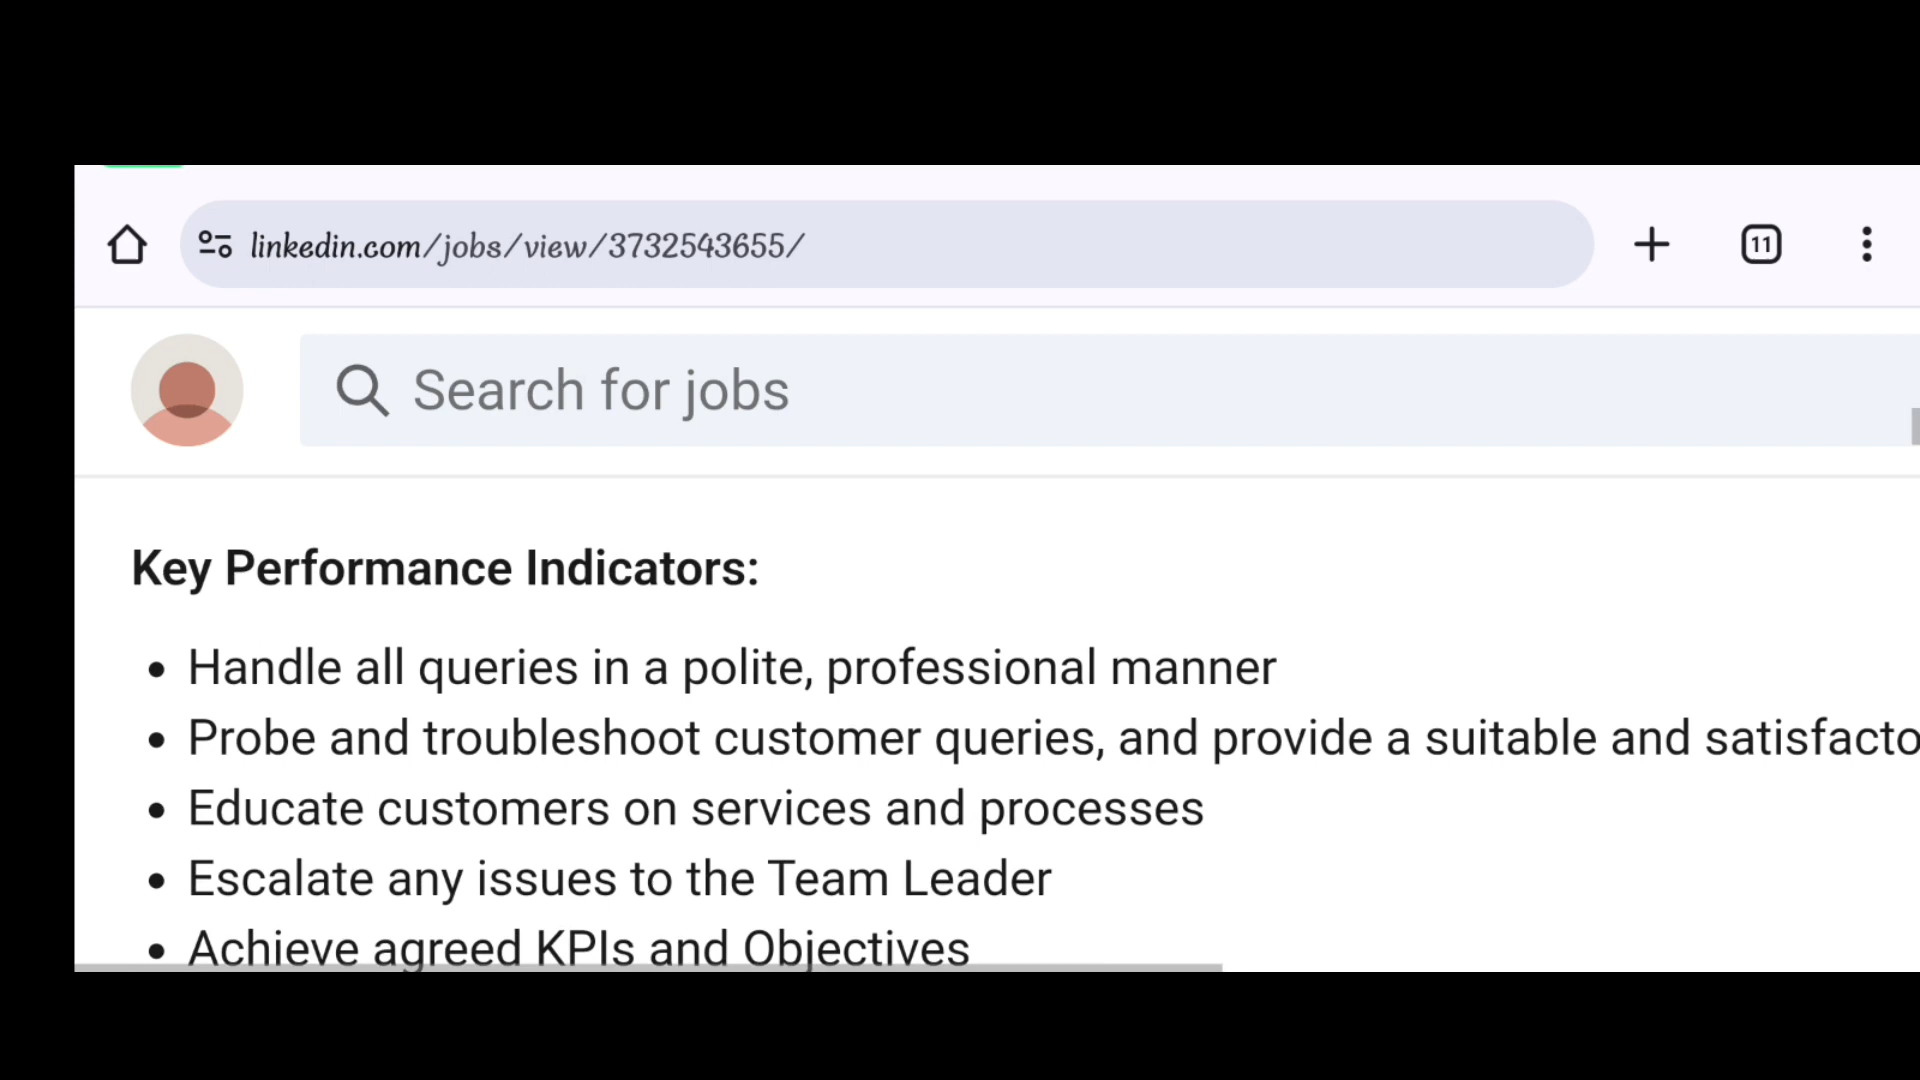 linkedin.com/jobs/view/3732543655/
11
Search for jobs
Key Performance Indicators:
• Handle all queries in a polite, professional manner
• Probe and troubleshoot customer queries, and provide a suitable and satisfacto
• Educate customers on services and processes
• Escalate any issues to the Team Leader
• Achieve agreed KPIs and Objectives